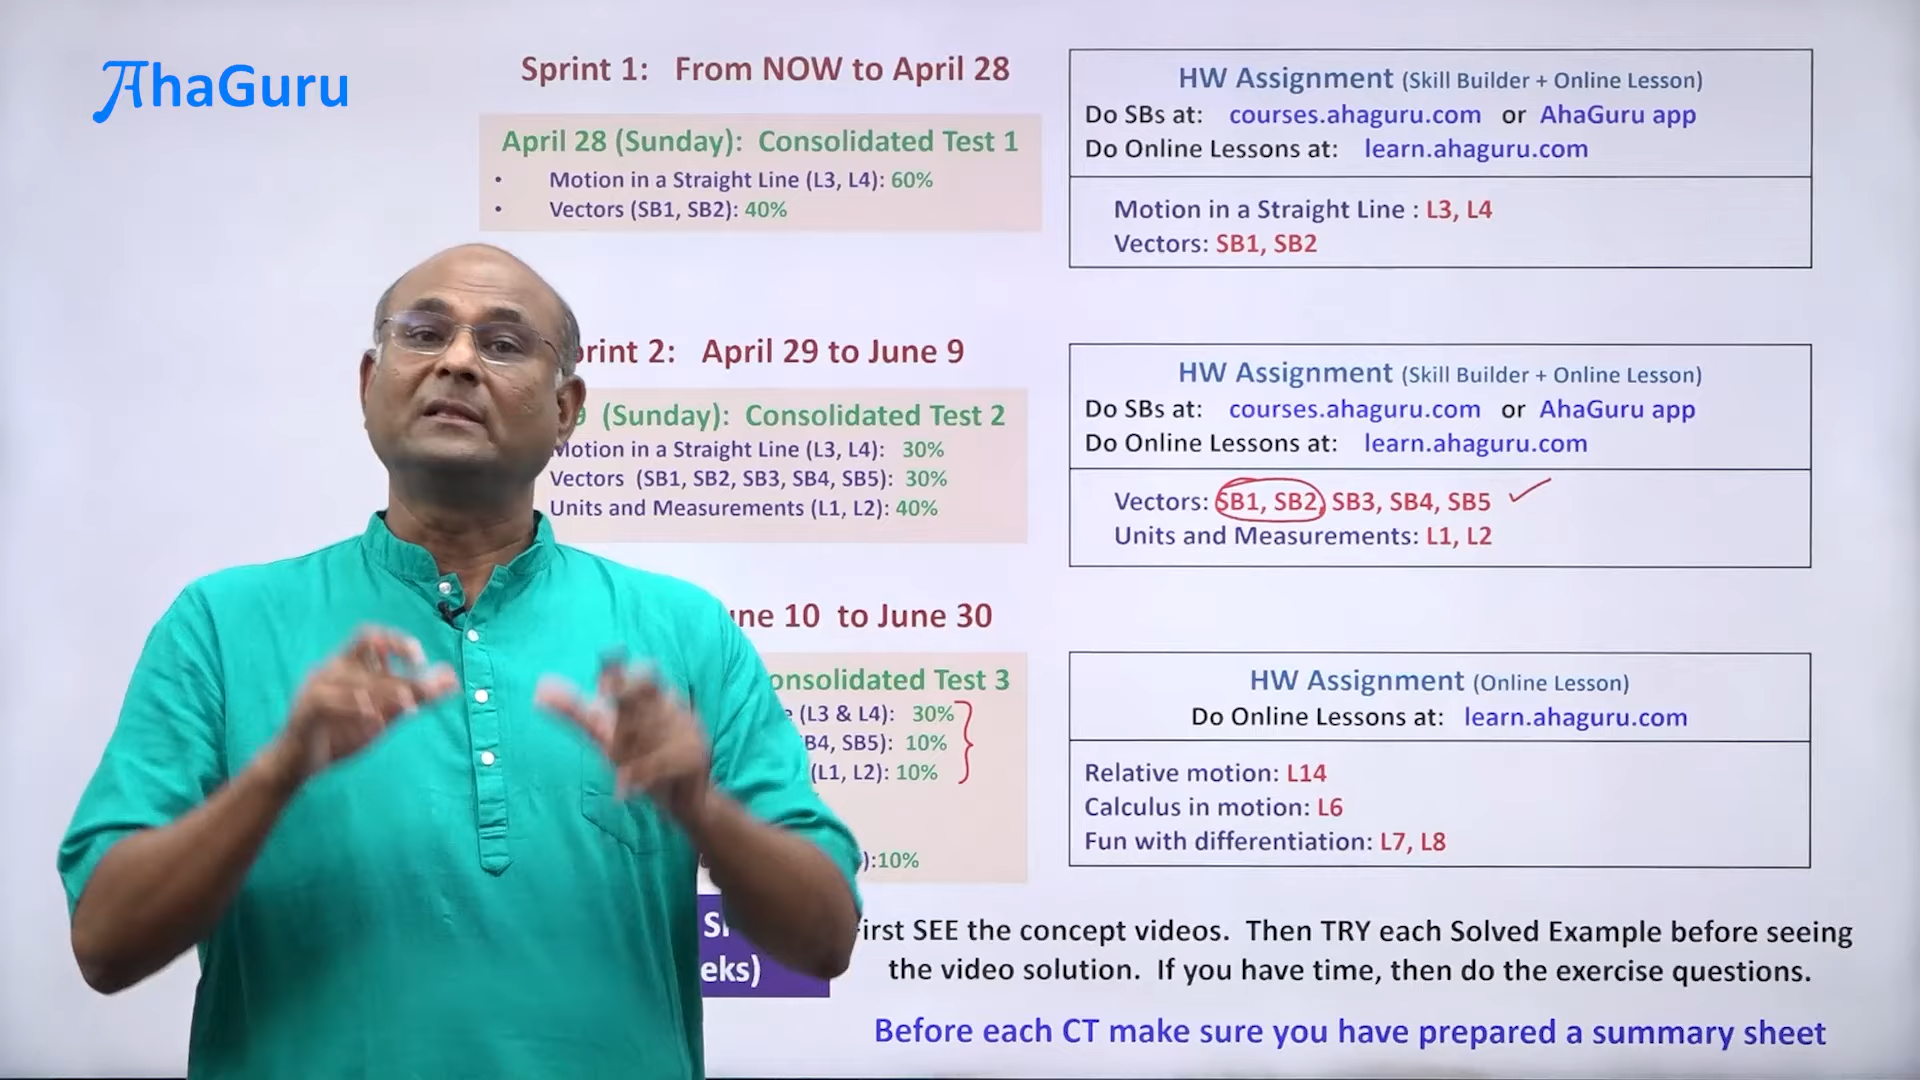 AhaGuru
Sprint 1: From NOW to April 28
April 28 (Sunday): Consolidated Test 1
• Motion in a Straight Line (L3, L4): 60%
• Vectors (SB1, SB2): 40%
HW Assignment (Skill Builder + Online Lesson)
Do SBs at: courses.ahaguru.com or AhaGuru app
Do Online Lessons at: learn.ahaguru.com
Motion in a Straight Line : L3, L4
Vectors: SB1, SB2
2: April 29 to June 9
(Sunday): Consolidated Test 2
Motion in a Straight Line (L3, L4): 30%
Vectors (SB1, SB2, SB3, SB4, SB5): 30%
Units and Measurements (L1, L2): 40%
HW Assignment (Skill Builder + Online Lesson)
Do SBs at: courses.ahaguru.com or AhaGuru app
Do Online Lessons at: learn.ahaguru.com
Vectors: SB1, SB2, SB3, SB4, SB5
Units and Measurements: L1, L2
10 to June 30
Test 3
(L3 & L4): 30%
SB5): 10%
(L1, L2): 10%
:10%
HW Assignment (Online Lesson)
Do Online Lessons at: learn.ahaguru.com
Relative motion: L14
Calculus in motion: L6
Fun with differentiation: L7, L8
SEE the concept videos. Then TRY each Solved Example before seeing
the video solution. If you have time, then do the exercise questions.
Before each CT make sure you have prepared a summary sheet